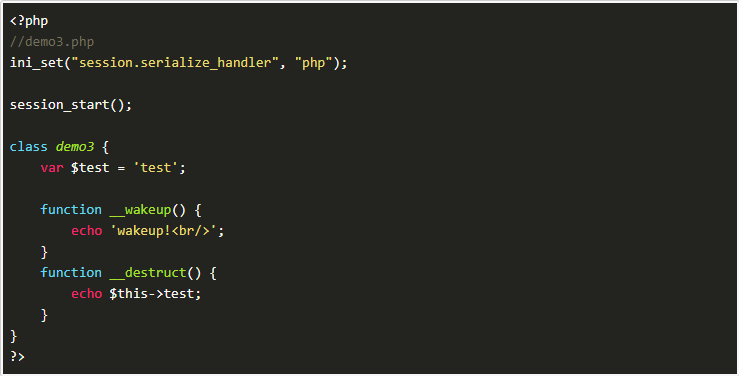 <?php
//demo3.php
ini_set("session.serialize_handler", "php");
session_start();
class demo3 {
    var $test = 'test';
    function __wakeup() {
        echo 'wakeup!<br/>';
    }
    function __destruct() {
        echo $this->test;
    }
}
?>